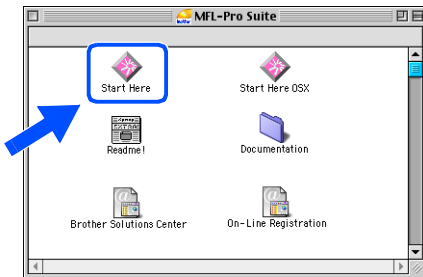 MFL-Pro Suite
Start Here
Start Here OSX
Readme!
Documentation
Brother Solutions Center
On-Line Registration